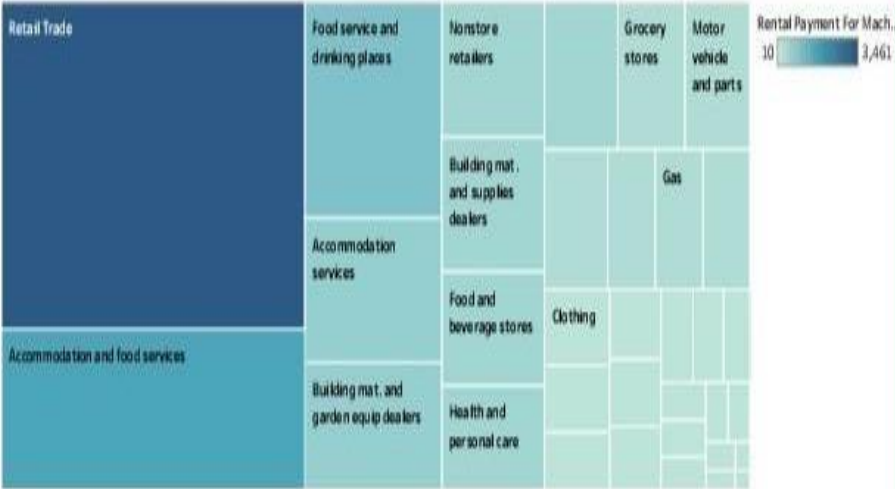 Retail Trade
Accommodation and food services
Food service and
drinking places
Accommodation
services
Building mat. and
garden equip dealers
Nonstore
retailers
Building mat.
and supplies
dealers
Food and
beverage stores
Health and
personal care
Grocery
stores
Motor
vehicle
and parts
Gas
Clothing
Rental Payment For Mach..
10
3,461